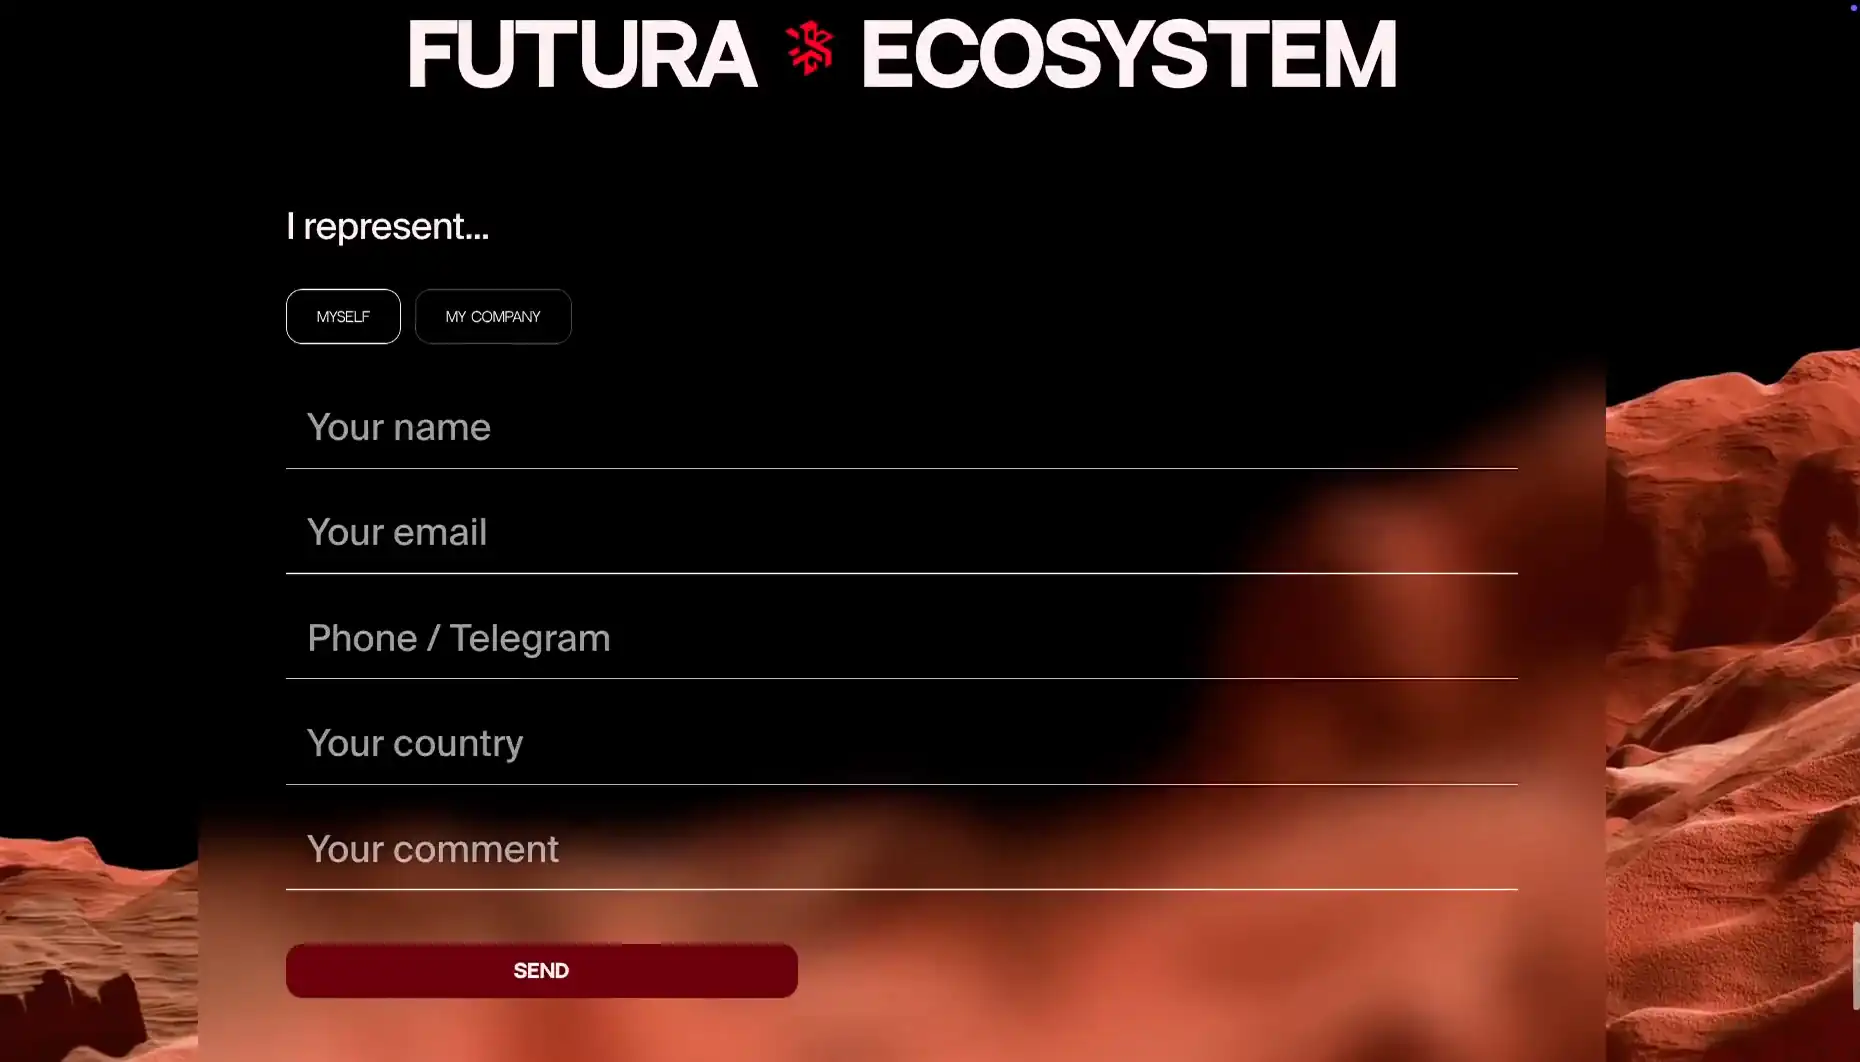 FUTURA ECOSYSTEM
I represent...
MYSELF MY COMPANY
Your name
Your email
Phone / Telegram
Your country
Your comment
SEND